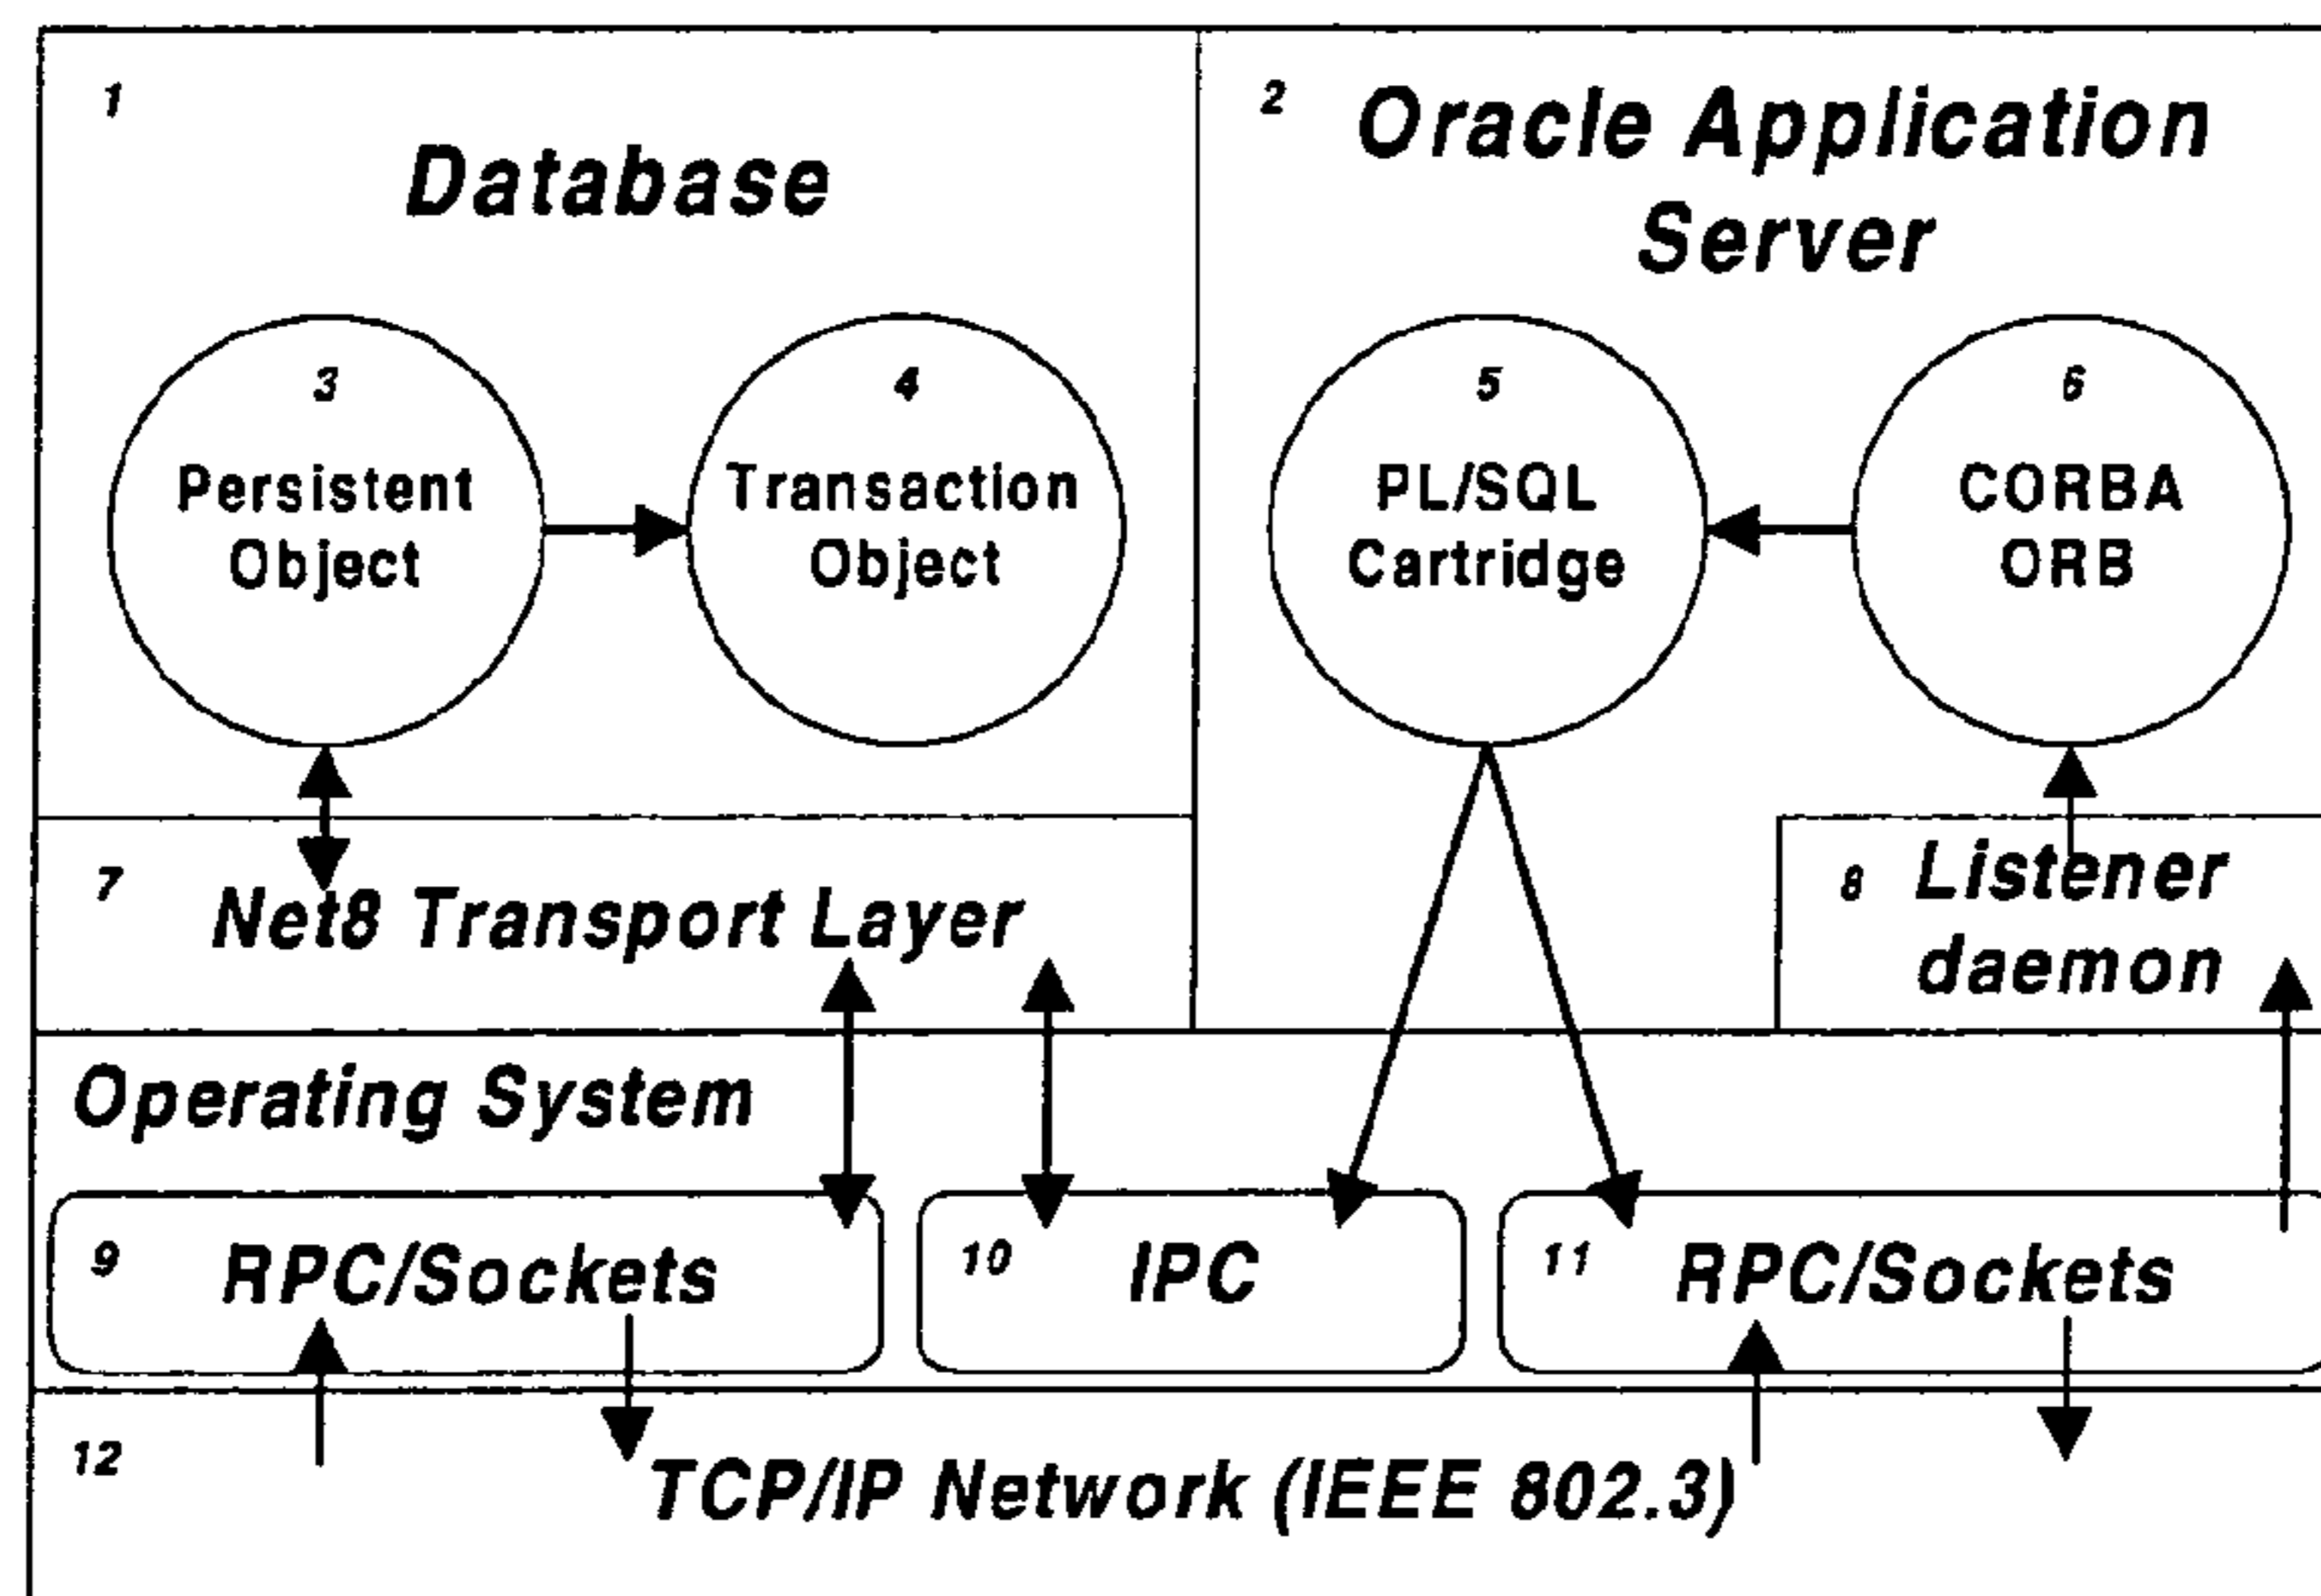 1
Database
2
Oracle Application
Server
3
Persistent
Object
4
Transaction
Object
5
PL/SQL
Cartridge
6
CORBA
ORB
7
Net8 Transport Layer
8
Listener
daemon
Operating System
9
RPC/Sockets
10
IPC
11
RPC/Sockets
12
TCP/IP Network (IEEE 802.3)